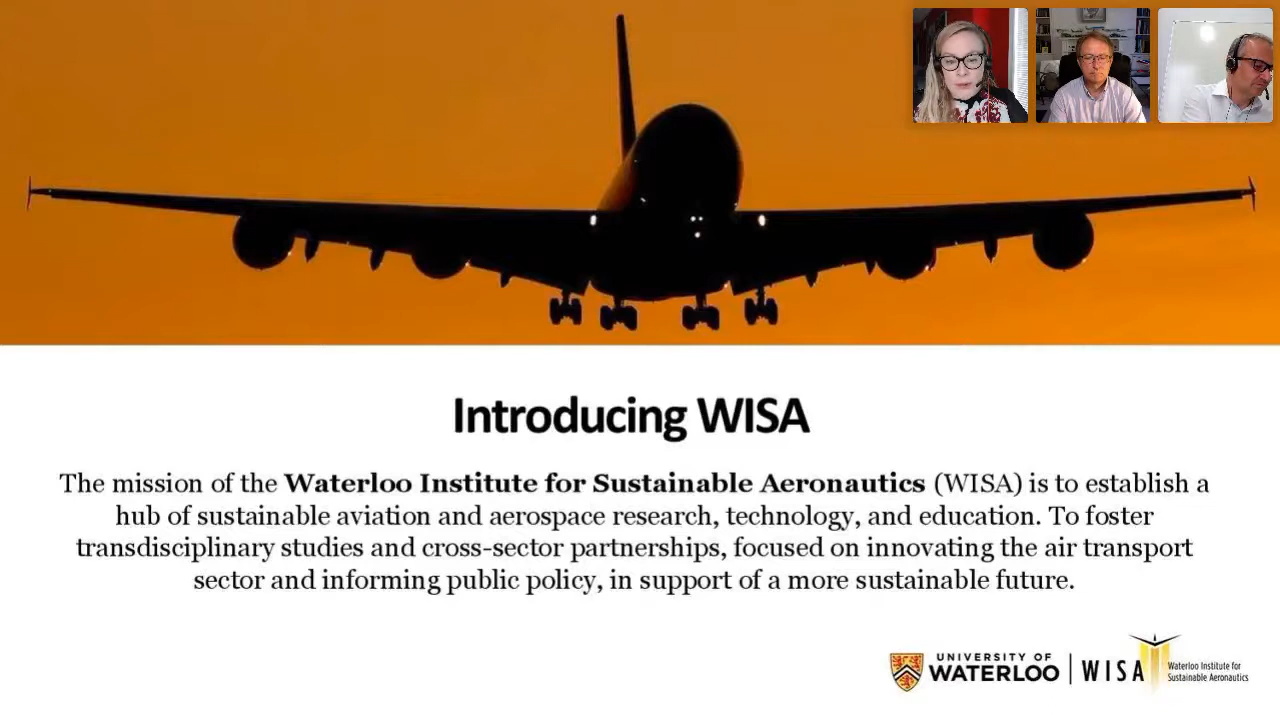 Introducing WISA
The mission of the Waterloo Institute for Sustainable Aeronautics (WISA) is to establish a
hub of sustainable aviation and aerospace research, technology, and education. To foster
transdisciplinary studies and cross-sector partnerships, focused on innovating the air transport
sector and informing public policy, in support of a more sustainable future.
UNIVERSITY OF
WATERLOO
WISA
Waterloo Institute for
Sustainable Aeronautics